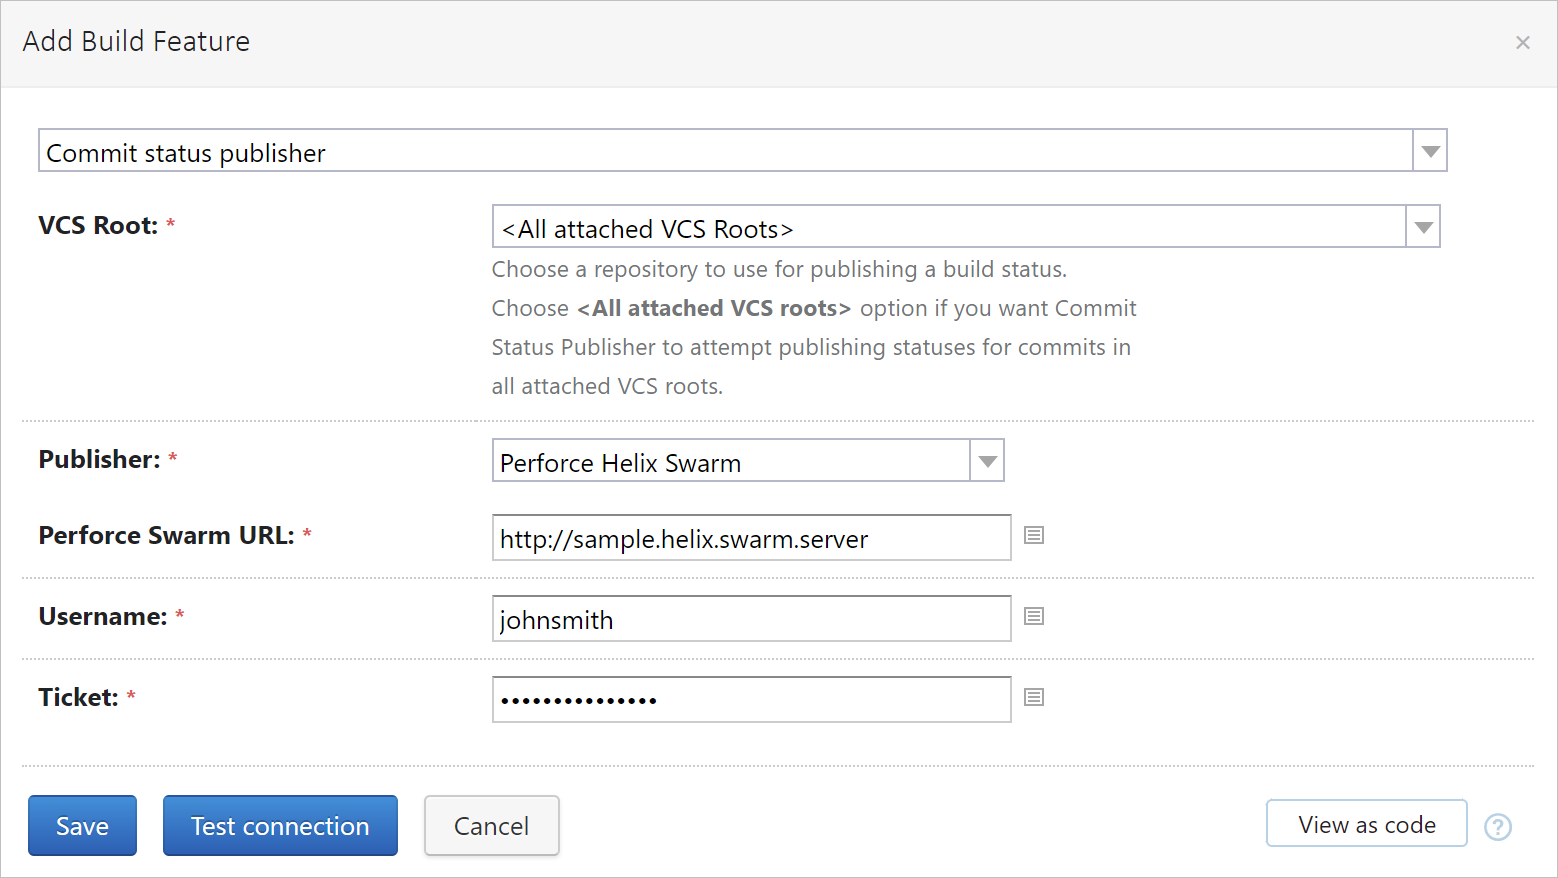 Add Build Feature
×
Commit status publisher
VCS Root: *
<All attached VCS Roots>
Choose a repository to use for publishing a build status.
Choose <All attached VCS roots> option if you want Commit
Status Publisher to attempt publishing statuses for commits in
all attached VCS roots.
Publisher: *
Perforce Helix Swarm
Perforce Swarm URL: *
http://sample.helix.swarm.server
Username: *
johnsmith
Ticket: *
•••••••••••••••
Save
Test connection
Cancel
View as code
?